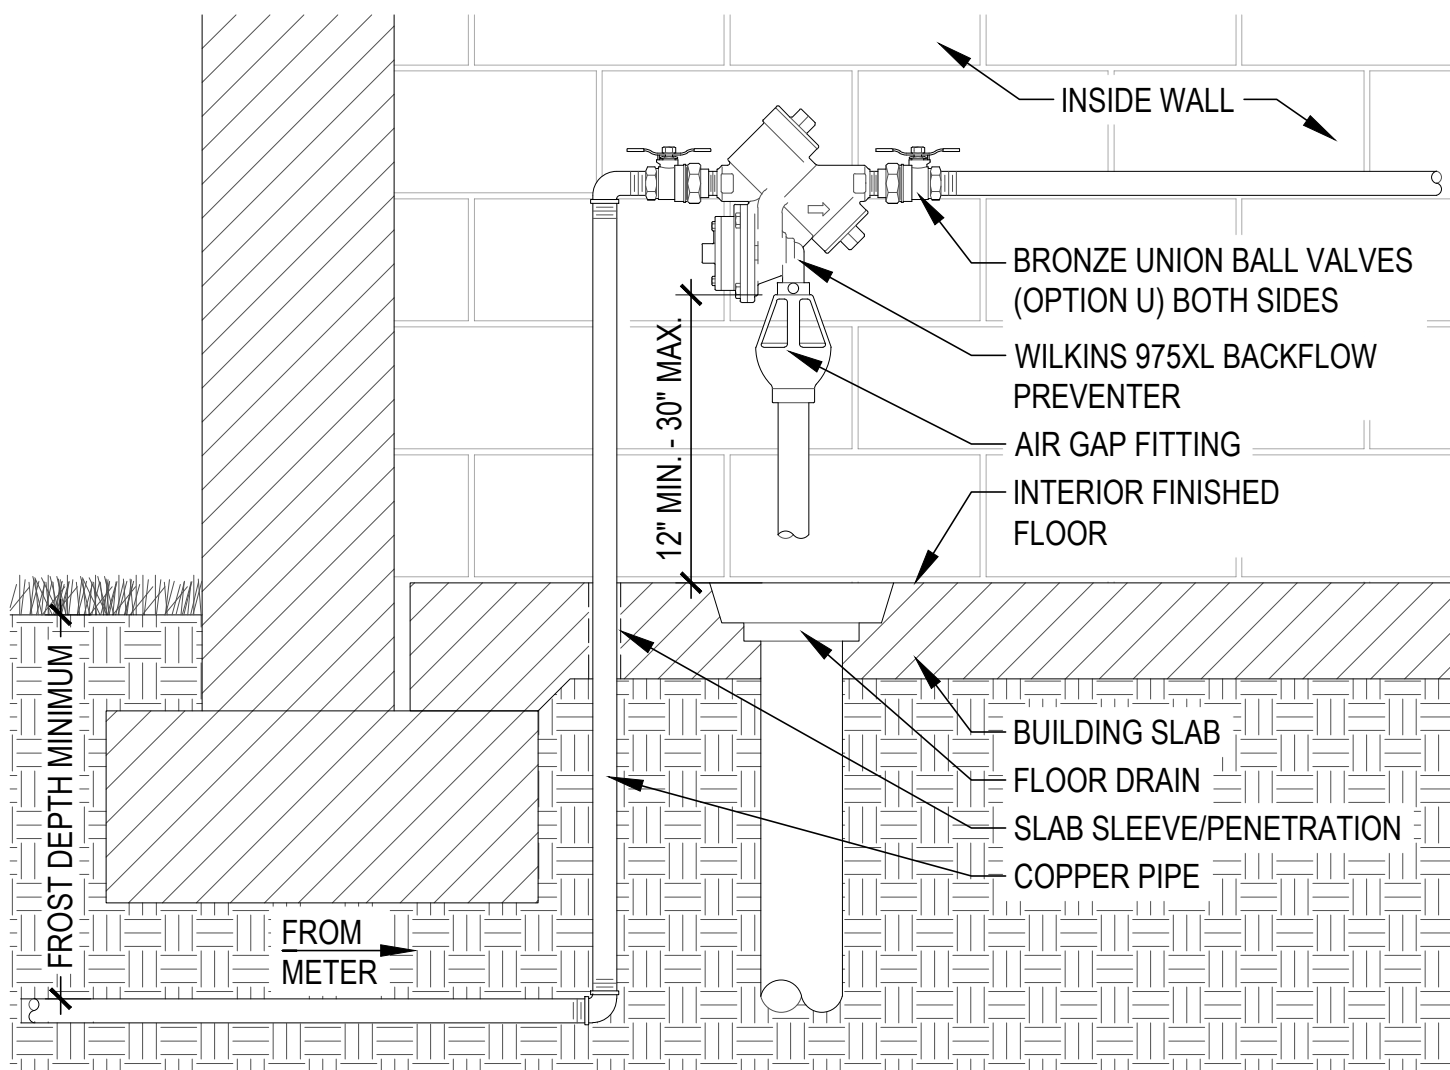 INSIDE WALL
BRONZE UNION BALL VALVES
(OPTION U) BOTH SIDES
WILKINS 975XL BACKFLOW
PREVENTER
AIR GAP FITTING
INTERIOR FINISHED
FLOOR
12" MIN. - 30" MAX.
BUILDING SLAB
FLOOR DRAIN
SLAB SLEEVE/PENETRATION
COPPER PIPE
FROST DEPTH MINIMUM
FROM
METER